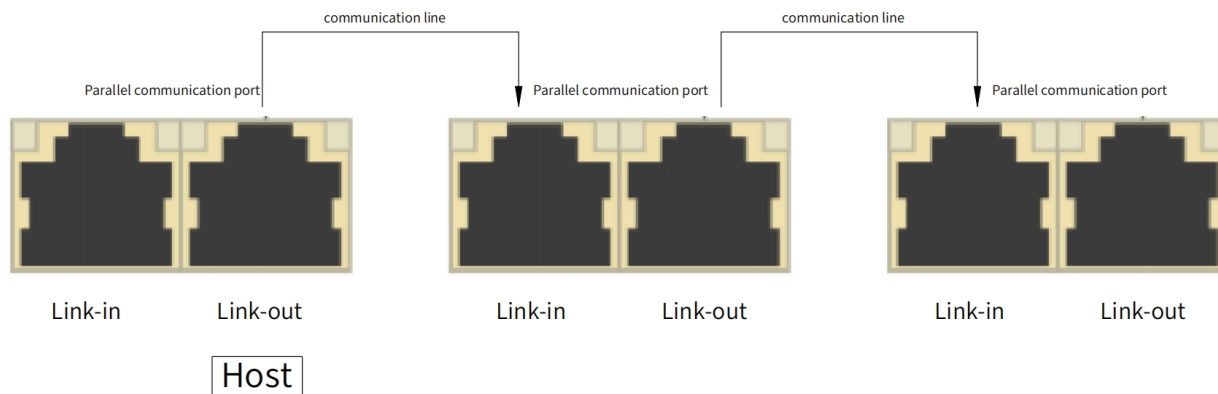 communication line
communication line
Parallel communication port
Parallel communication port
Parallel communication port
Link-in
Link-out
Link-in
Link-out
Link-in
Link-out
Host